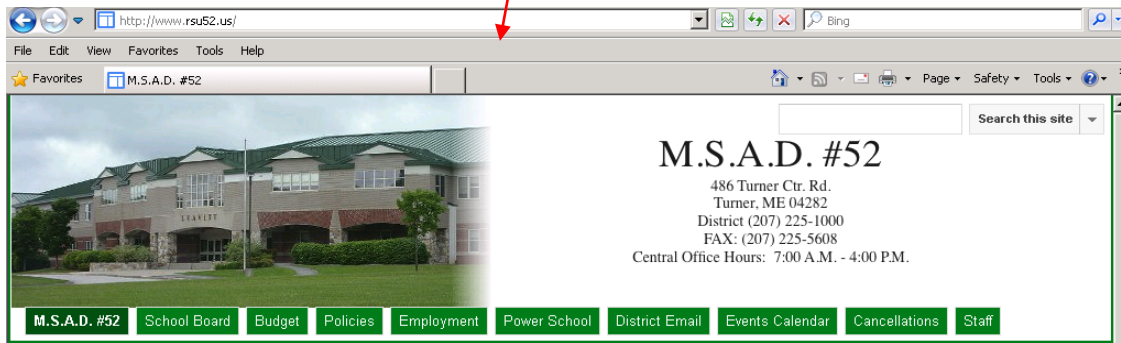 http://www.rsu52.us/ Bing
File Edit View Favorites Tools Help
Favorites M.S.A.D. #52 Page Safety Tools
Search this site
M.S.A.D. #52
486 Turner Ctr. Rd.
Turner, ME 04282
District (207) 225-1000
FAX: (207) 225-5608
Central Office Hours: 7:00 A.M. - 4:00 P.M.
LEAVITT
M.S.A.D. #52 School Board Budget Policies Employment Power School District Email Events Calendar Cancellations Staff